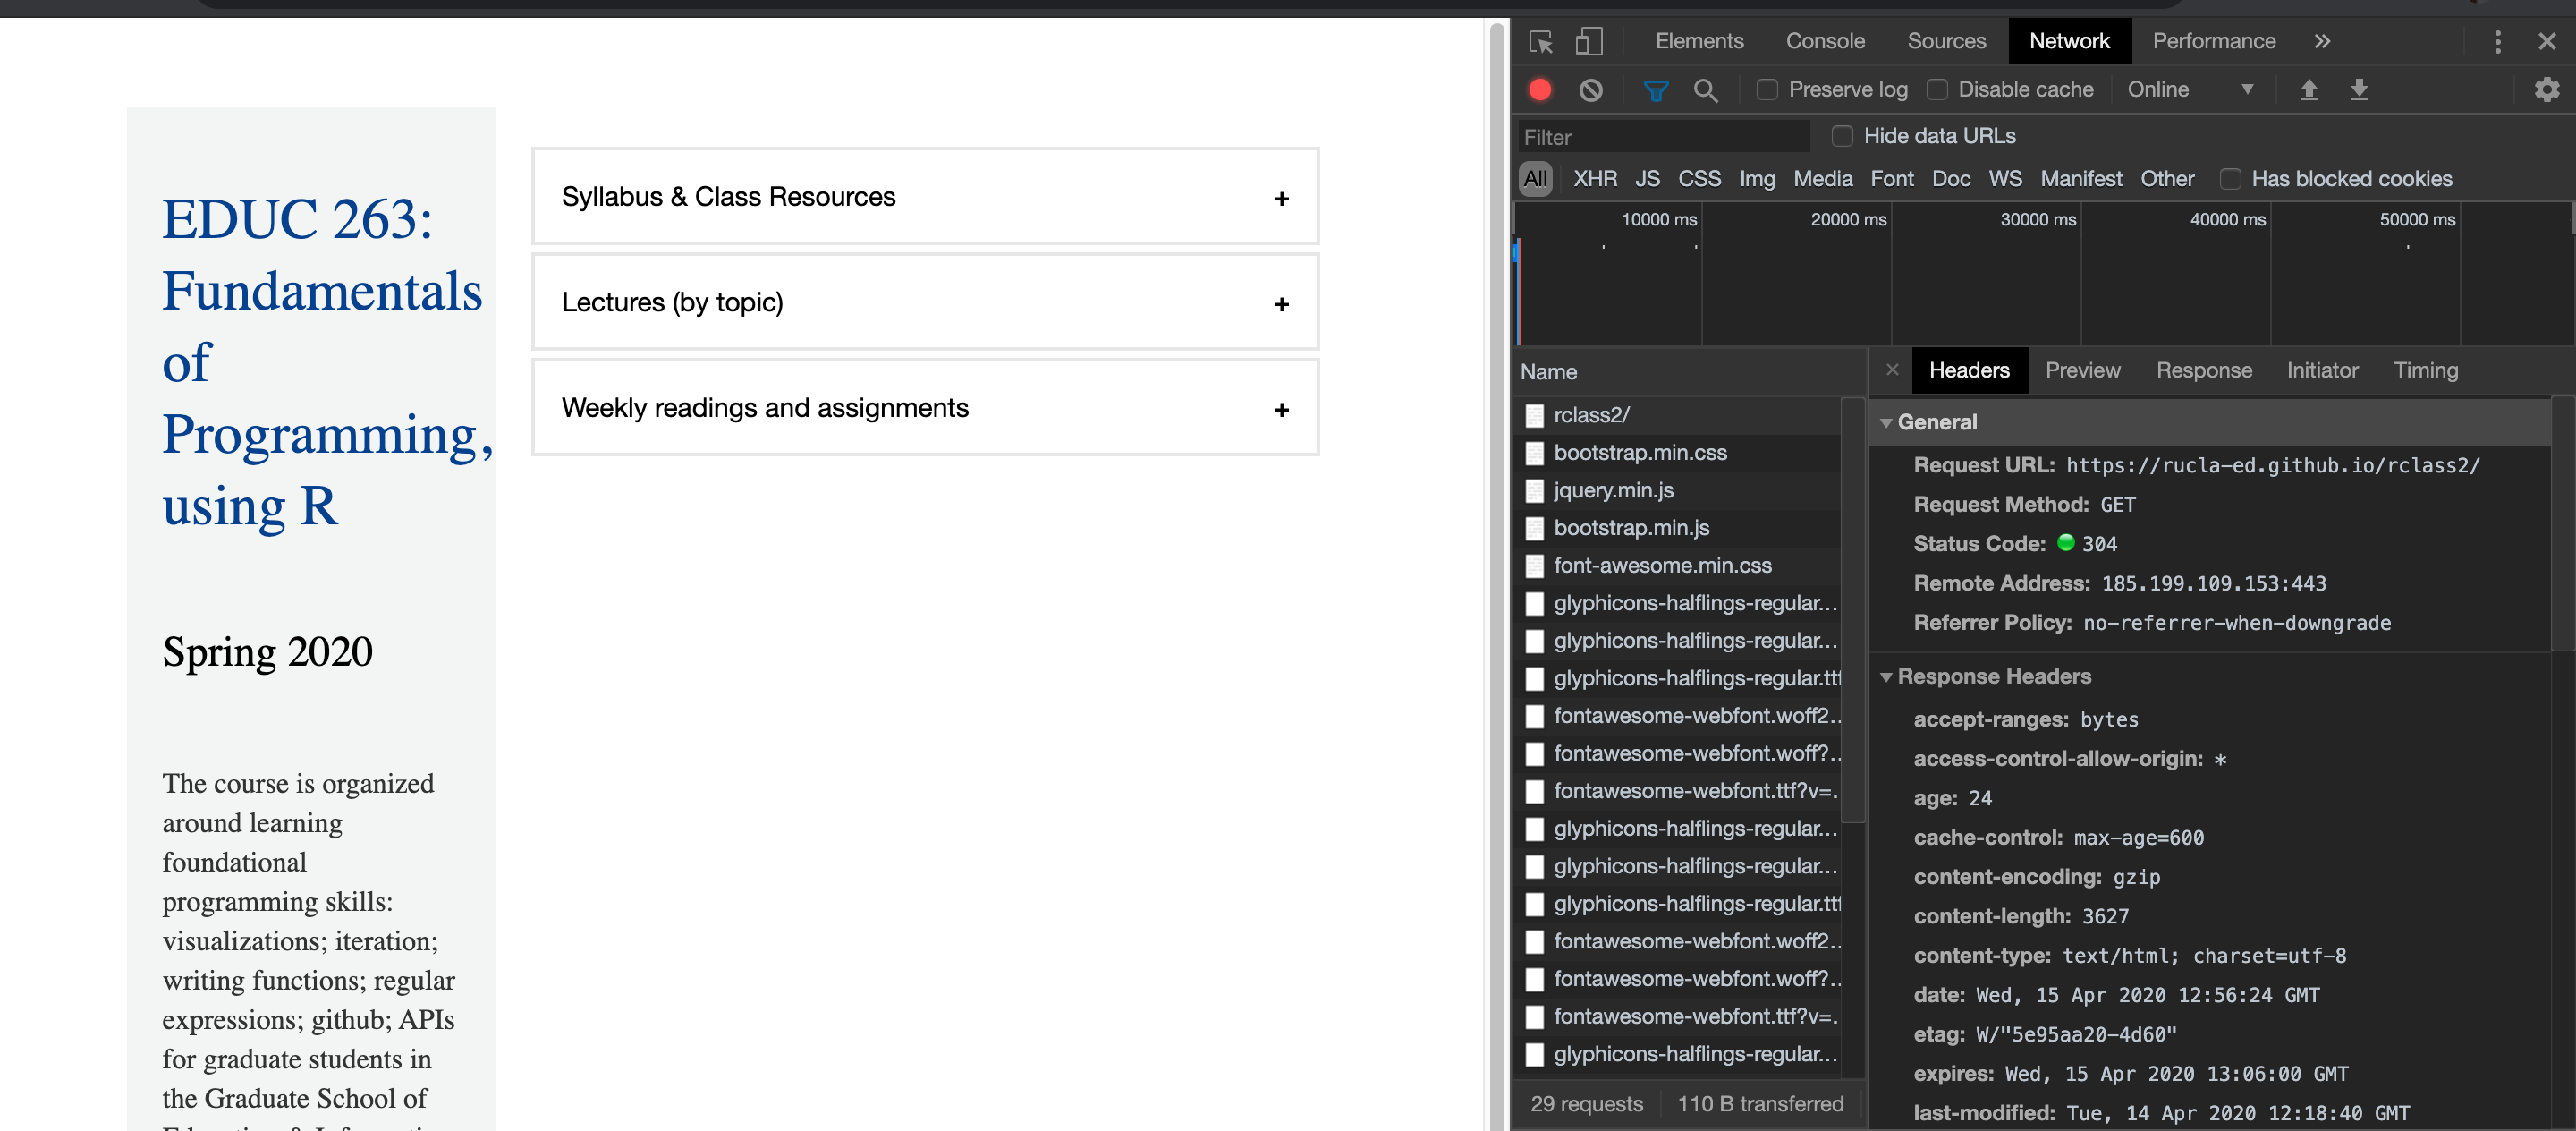 EDUC 263:
Fundamentals
of
Programming,
using R
Spring 2020
The course is organized
around learning
foundational
programming skills:
visualizations; iteration;
writing functions; regular
expressions; github; APIs
for graduate students in
the Graduate School of
Syllabus & Class Resources +
Lectures (by topic) +
Weekly readings and assignments +
Elements Console Sources Network Performance »
Preserve log Disable cache Online
Filter Hide data URLs
All XHR JS CSS Img Media Font Doc WS Manifest Other Has blocked cookies
10000 ms 20000 ms 30000 ms 40000 ms 50000 ms
Name
rclass2/
bootstrap.min.css
jquery.min.js
bootstrap.min.js
font-awesome.min.css
glyphicons-halflings-regular...
glyphicons-halflings-regular...
glyphicons-halflings-regular.ttf
fontawesome-webfont.woff2..
fontawesome-webfont.woff?..
fontawesome-webfont.ttf?v=.
glyphicons-halflings-regular...
glyphicons-halflings-regular...
glyphicons-halflings-regular.ttf
fontawesome-webfont.woff2..
fontawesome-webfont.woff?..
fontawesome-webfont.ttf?v=.
glyphicons-halflings-regular...
29 requests 110 B transferred
× Headers Preview Response Initiator Timing
General
Request URL: https://rucla-ed.github.io/rclass2/
Request Method: GET
Status Code: 304
Remote Address: 185.199.109.153:443
Referrer Policy: no-referrer-when-downgrade
Response Headers
accept-ranges: bytes
access-control-allow-origin: *
age: 24
cache-control: max-age=600
content-encoding: gzip
content-length: 3627
content-type: text/html; charset=utf-8
date: Wed, 15 Apr 2020 12:56:24 GMT
etag: W/"5e95aa20-4d60"
expires: Wed, 15 Apr 2020 13:06:00 GMT
last-modified: Tue, 14 Apr 2020 12:18:40 GMT